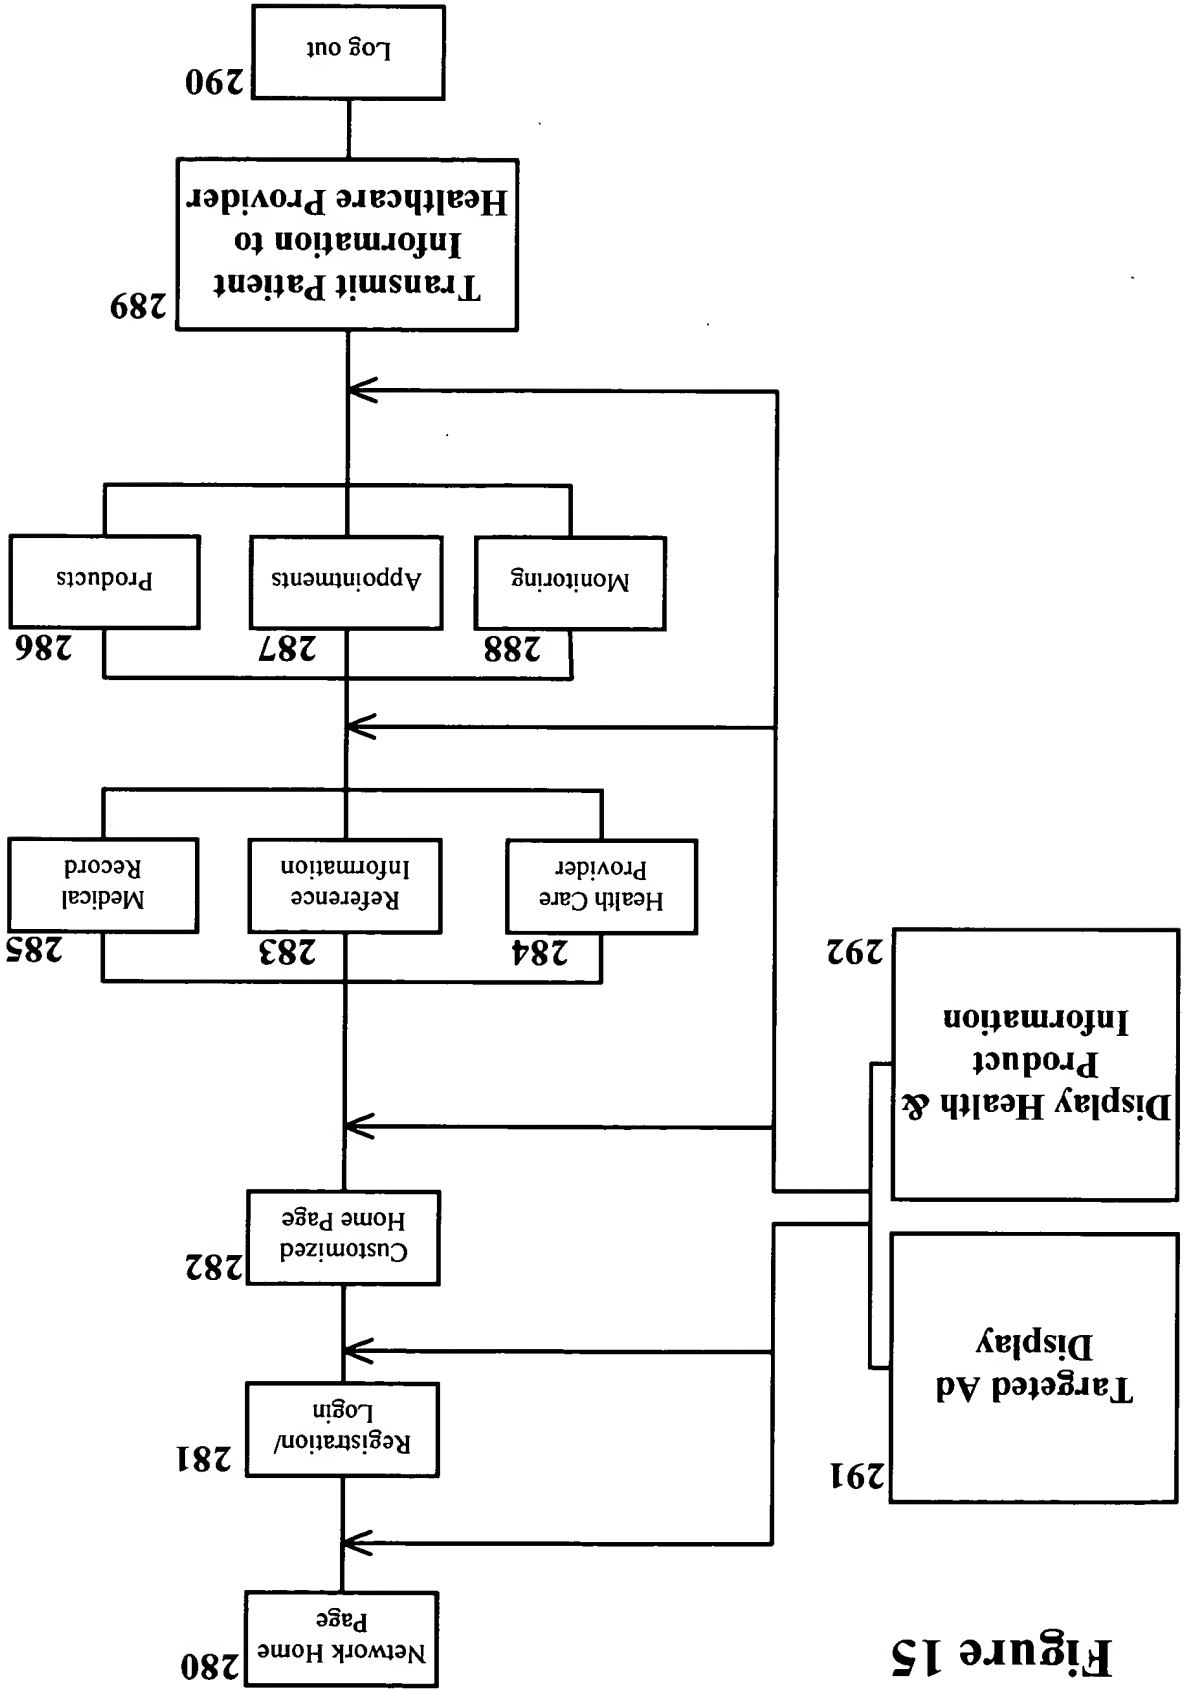 Figure 15
280
Network Home
Page
281
Registration/
Login
282
Customized
Home Page
291
Targeted Ad
Display
292
Display Health &
Product
Information
284
Health Care
Provider
283
Reference
Information
285
Medical
Record
288
Monitoring
287
Appointments
286
Products
289
Transmit Patient
Information to
Healthcare Provider
290
Log out